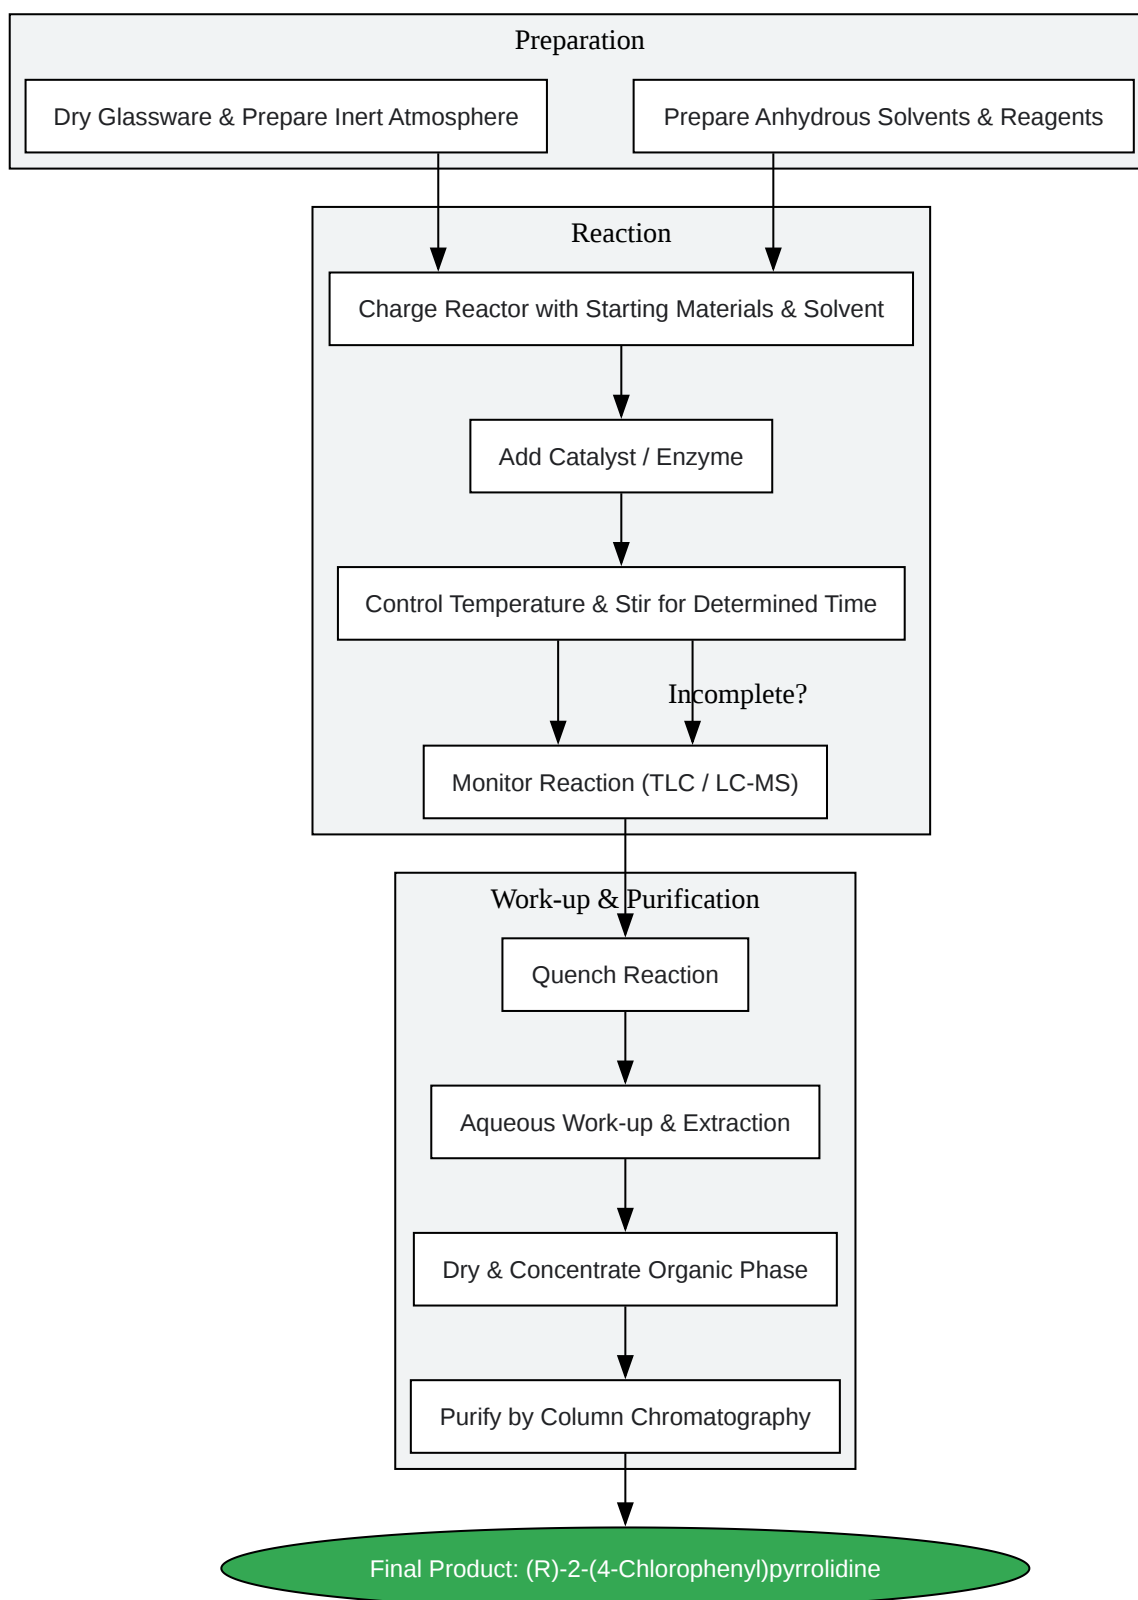 Preparation
Dry Glassware & Prepare Inert Atmosphere
Prepare Anhydrous Solvents & Reagents
Reaction
Charge Reactor with Starting Materials & Solvent
Add Catalyst / Enzyme
Control Temperature & Stir for Determined Time
Incomplete?
Monitor Reaction (TLC / LC-MS)
Work-up & Purification
Quench Reaction
Aqueous Work-up & Extraction
Dry & Concentrate Organic Phase
Purify by Column Chromatography
Final Product: (R)-2-(4-Chlorophenyl)pyrrolidine